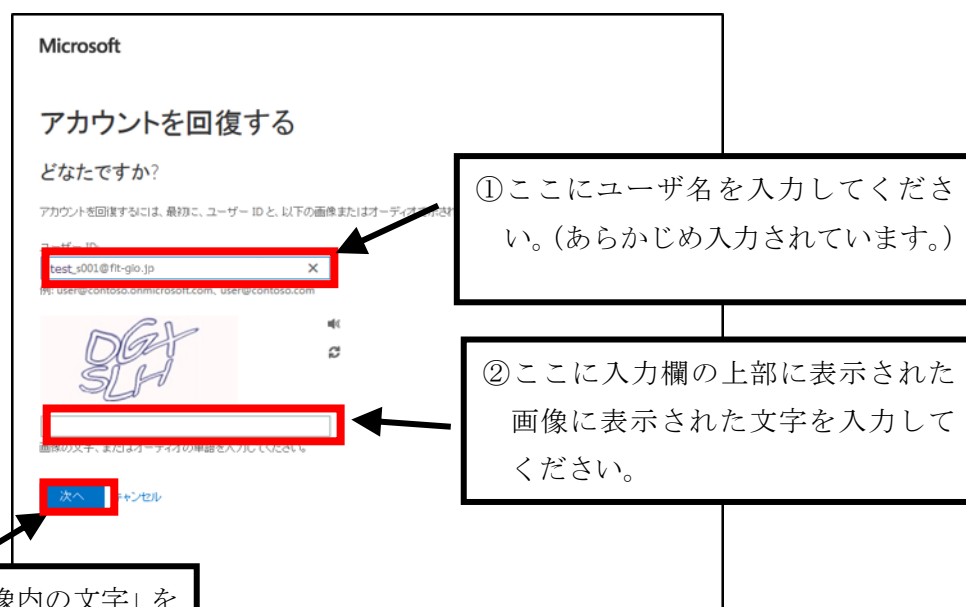 Microsoft
アカウントを回復する
どなたですか?
アカウントを回復するには、最初に、ユーザー ID と、以下の画像またはオーディオ
ユーザー ID:
test_s001@fit-glo.jp
例: user@contoso.onmicrosoft.com、user@contoso.com
DGX
SLH
画像の文字、またはオーディオの単語を入力してください。
次へ
キャンセル
①ここにユーザ名を入力してくださ
い。(あらかじめ入力されています。)
②ここに入力欄の上部に表示された
画像に表示された文字を入力して
ください。
像内の文字」を